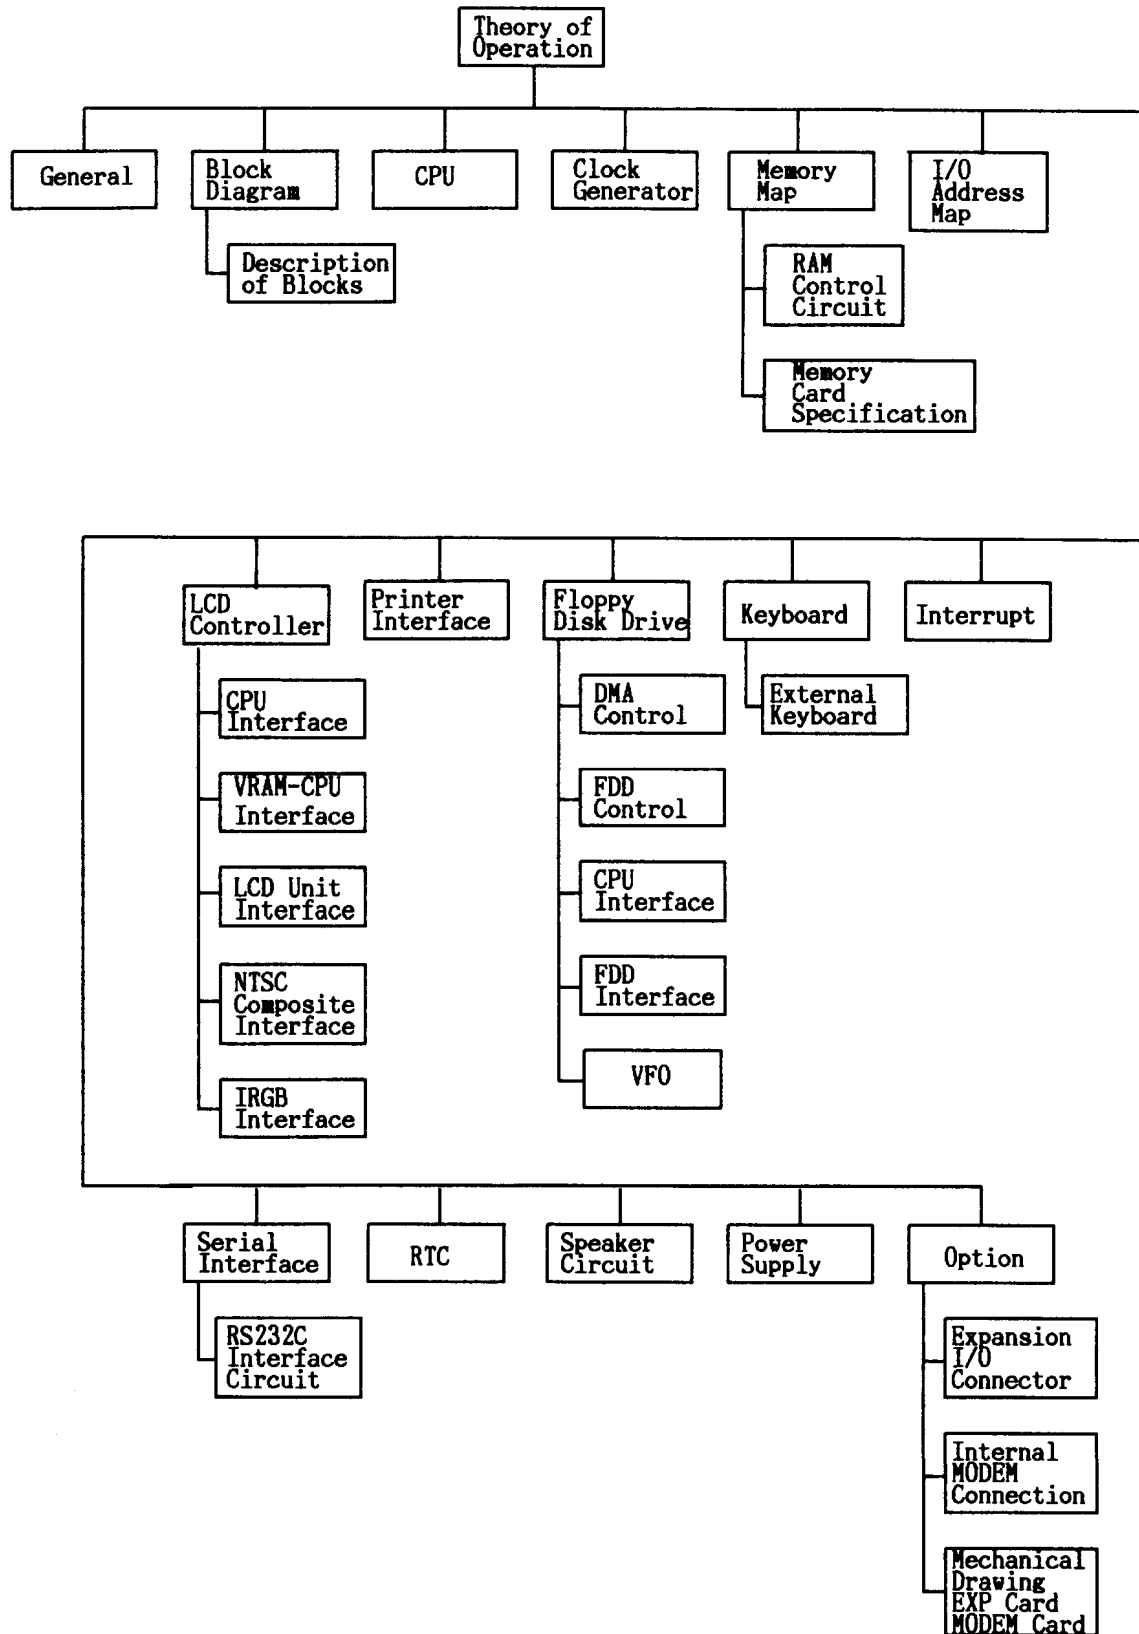 Theory of
Operation
General
Block
Diagram
CPU
Clock
Generator
Memory
Map
I/O
Address
Map
Description
of Blocks
RAM
Control
Circuit
Memory
Card
Specification
LCD
Controller
Printer
Interface
Floppy
Disk Drive
Keyboard
Interrupt
CPU
Interface
VRAM-CPU
Interface
LCD Unit
Interface
NTSC
Composite
Interface
IRGB
Interface
DMA
Control
FDD
Control
CPU
Interface
FDD
Interface
VFO
External
Keyboard
Serial
Interface
RTC
Speaker
Circuit
Power
Supply
Option
RS232C
Interface
Circuit
Expansion
I/O
Connector
Internal
MODEM
Connection
Mechanical
Drawing
EXP Card
MODEM Card